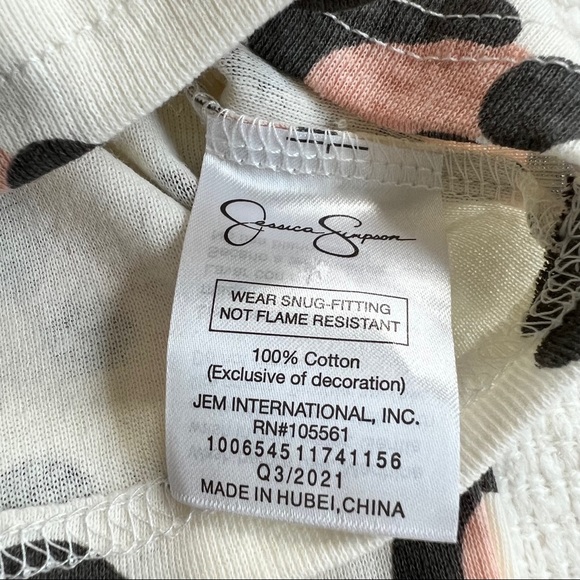 Jessica Simpson
WEAR SNUG-FITTING
NOT FLAME RESISTANT
100% Cotton
(Exclusive of decoration)
JEM INTERNATIONAL, INC.
RN#105561
100654511741156
Q3/2021
MADE IN HUBEI,CHINA